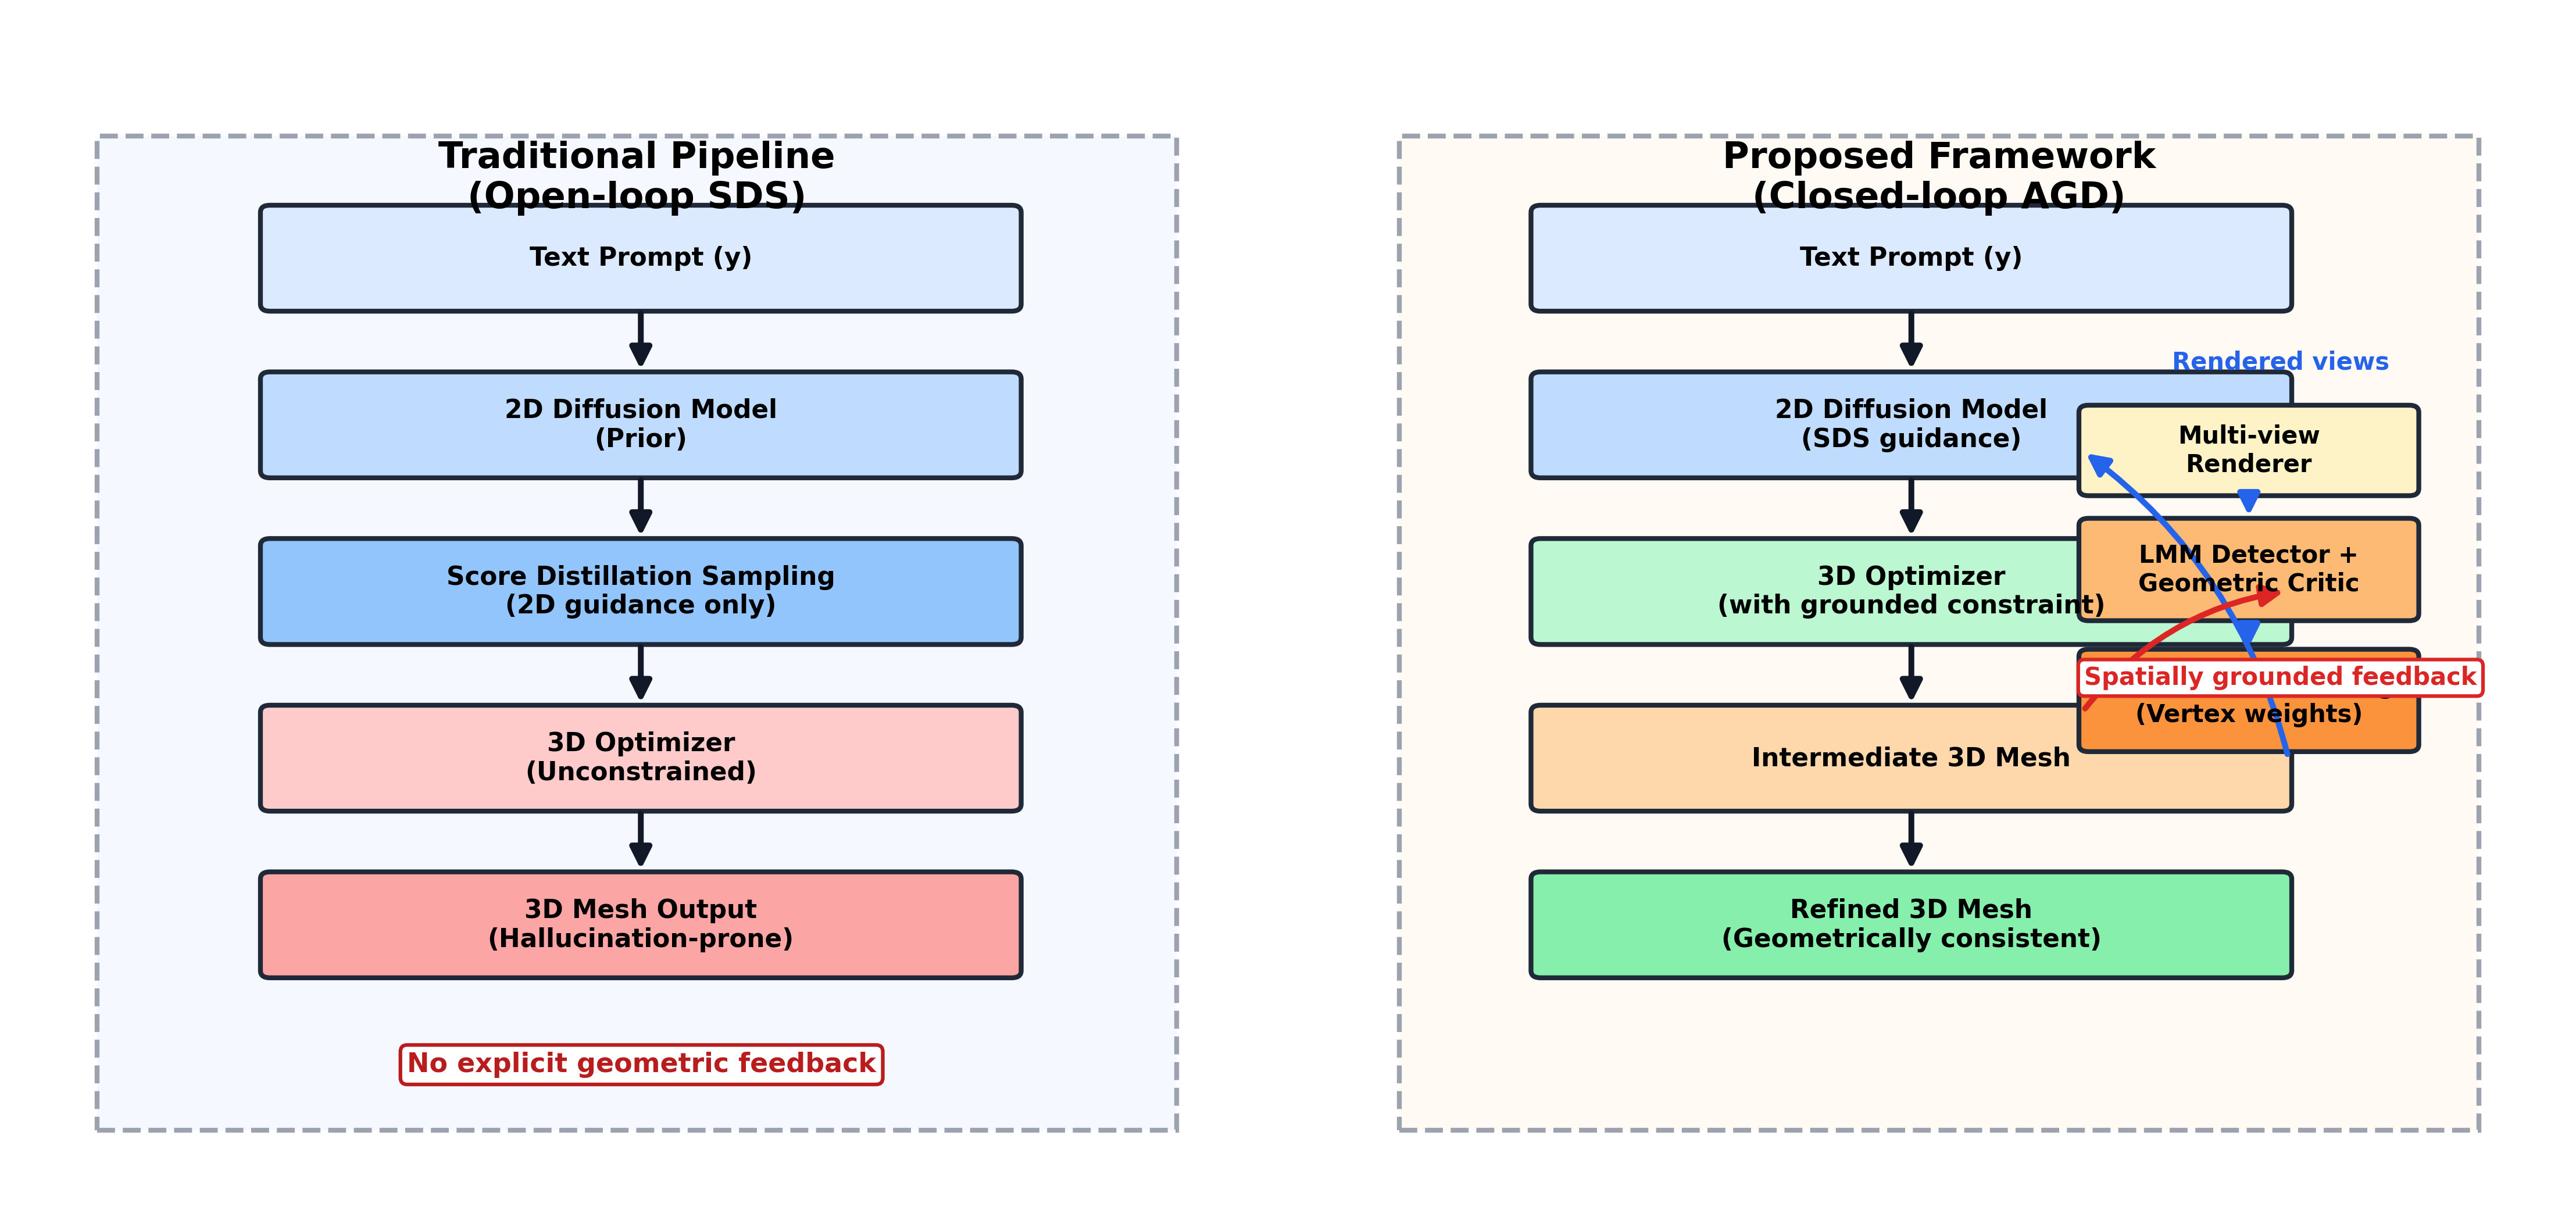 Traditional Pipeline
(Open-loop SDS)
Text Prompt (y)
2D Diffusion Model
(Prior)
Score Distillation Sampling
(2D guidance only)
3D Optimizer
(Unconstrained)
3D Mesh Output
(Hallucination-prone)
No explicit geometric feedback
Proposed Framework
(Closed-loop AGD)
Text Prompt (y)
2D Diffusion Model
(SDS guidance)
3D Optimizer
(with grounded constraint)
Intermediate 3D Mesh
Refined 3D Mesh
(Geometrically consistent)
Rendered views
Multi-view
Renderer
LMM Detector +
Geometric Critic
Spatially grounded feedback
(Vertex weights)